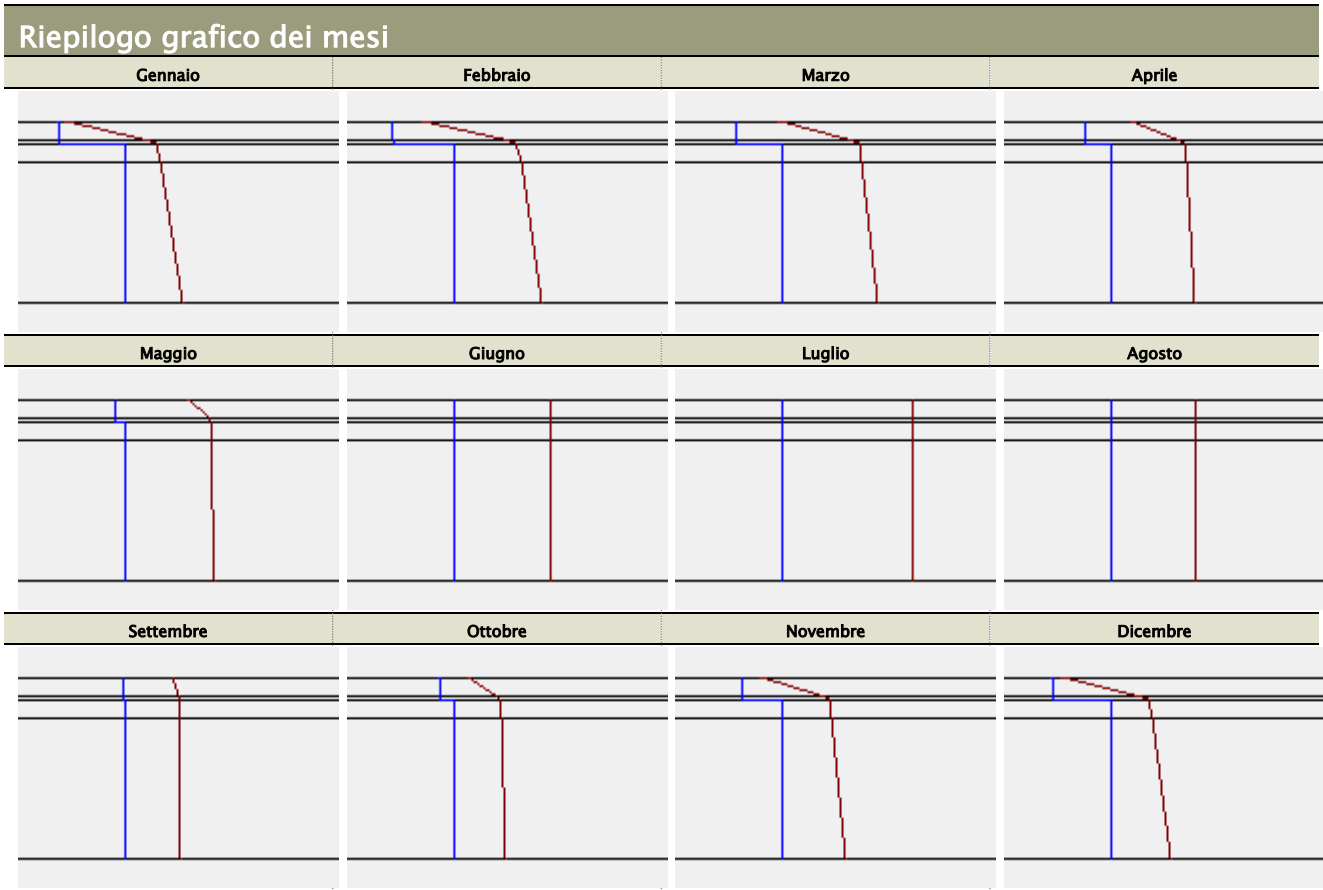 Riepilogo grafico dei mesi
Gennaio
Febbraio
Marzo
Aprile
Maggio
Giugno
Luglio
Agosto
Settembre
Ottobre
Novembre
Dicembre